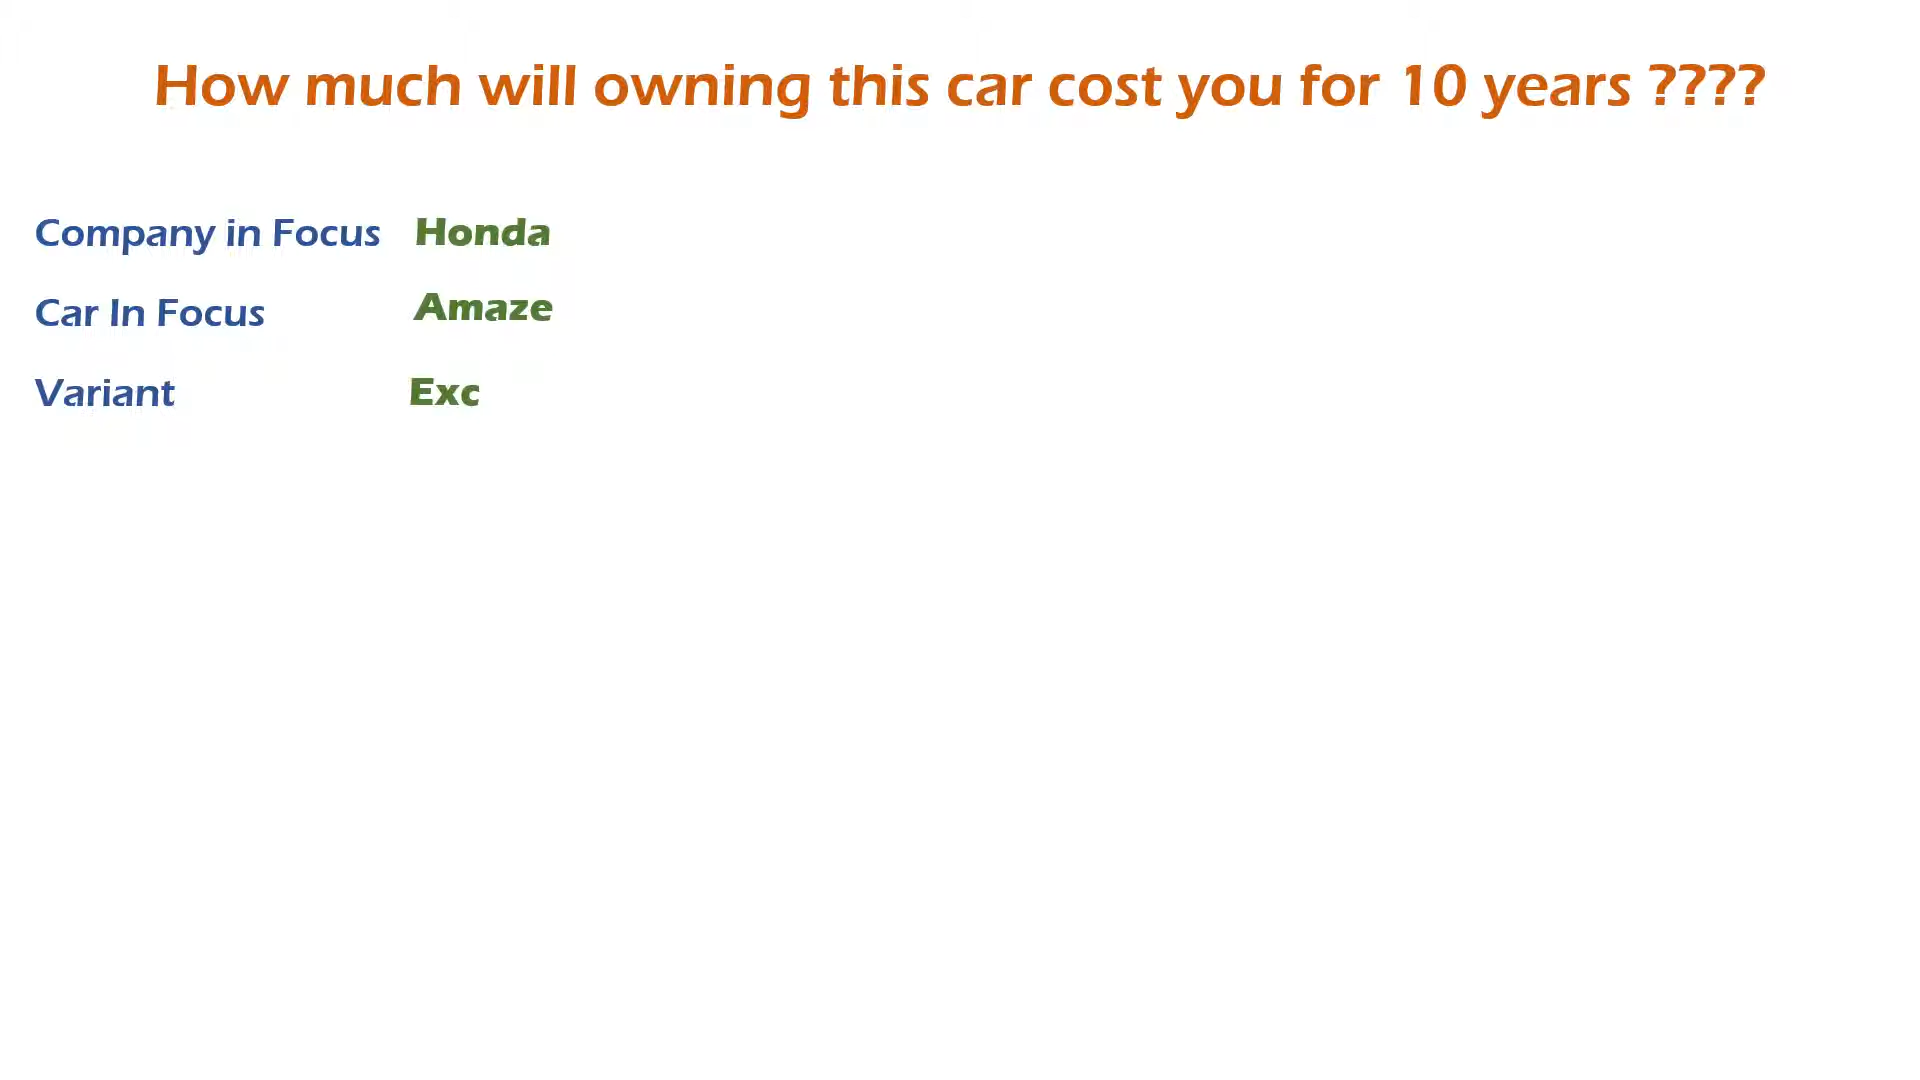 How much will owning this car cost you for 10 years ????
Company in Focus Honda
Car In Focus Amaze
Variant Exc